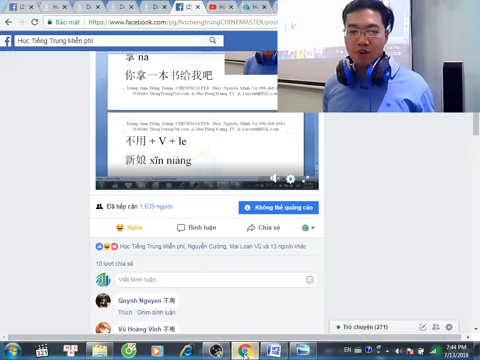 Bảo mật
https://www.facebook.com/pg/hoctiengtrungCHINEMASTER/post
Học Tiếng Trung Miễn phí
拿 ná
你拿一本书给我吧
不用 + V + le
新娘 xīn niáng
Đã tiếp cận 1.639 người
Không thể quảng cáo
Haha
Bình luận
Chia sẻ
Học Tiếng Trung Miễn phí, Nguyễn Cường, Mai Loan Vũ và 13 người khác
10 lượt chia sẻ
Viết bình luận...
Quynh Nguyen 不用
Thích · Ghim bình luận
Vũ Hoàng Vinh 不用
Trò chuyện (271)
EN
7:44 PM
7/13/2018